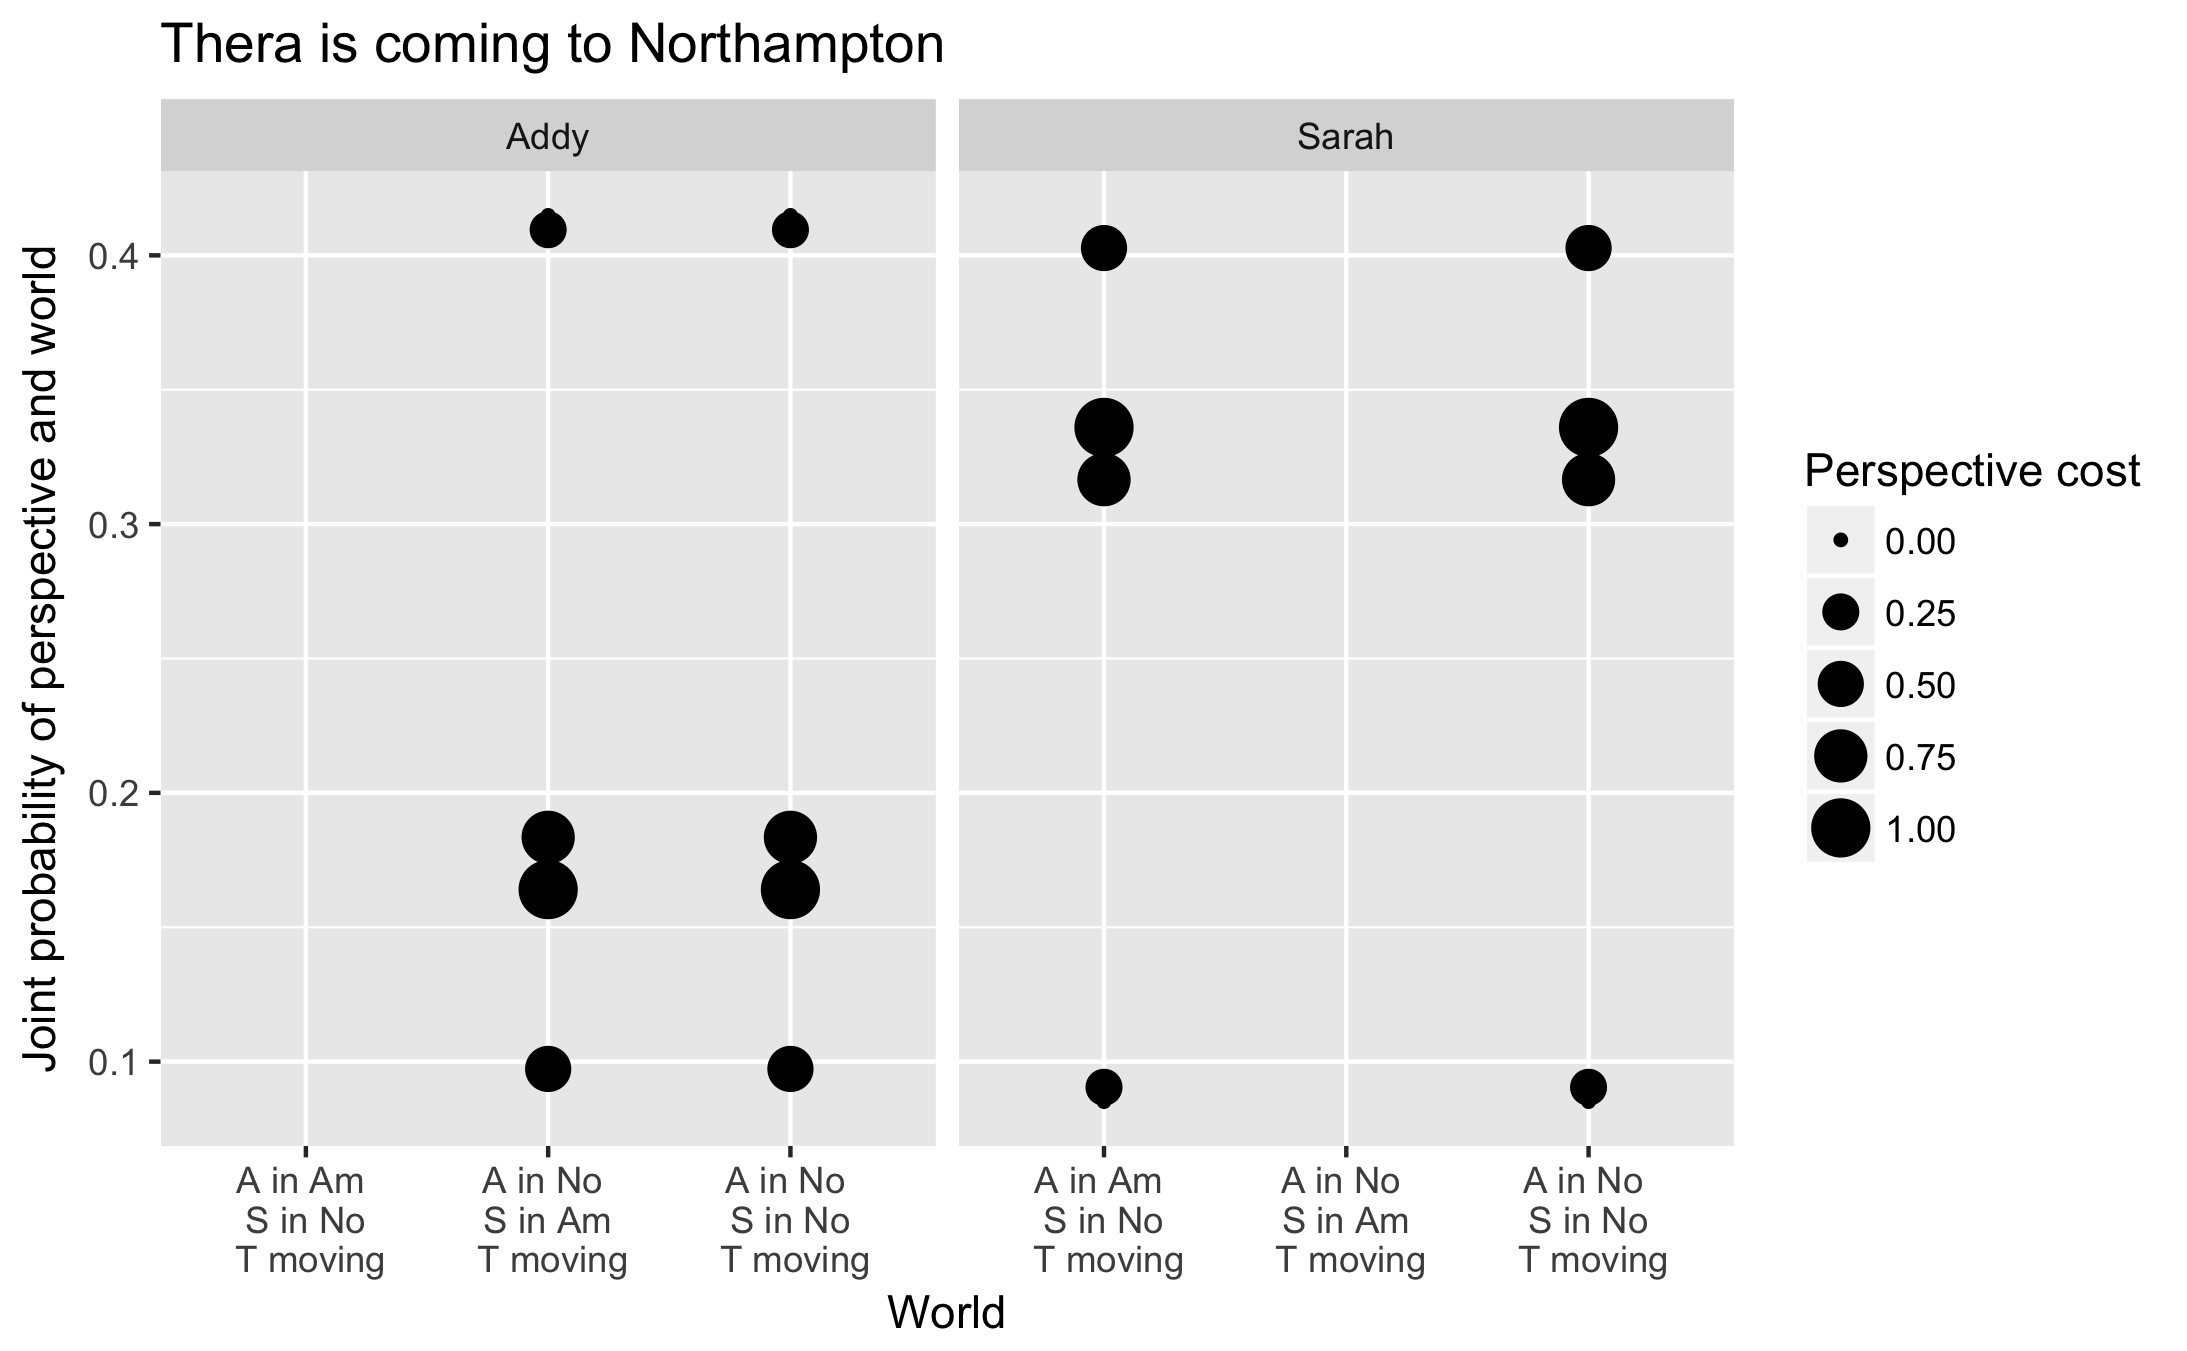 Thera is coming to Northampton
Addy
Sarah
Joint probability of perspective and world
0.4
0.3
0.2
0.1
A in Am
S in No
T moving
A in No
S in Am
T moving
A in No
S in No
T moving
A in Am
S in No
T moving
A in No
S in Am
T moving
A in No
S in No
T moving
World
Perspective cost
0.00
0.25
0.50
0.75
1.00